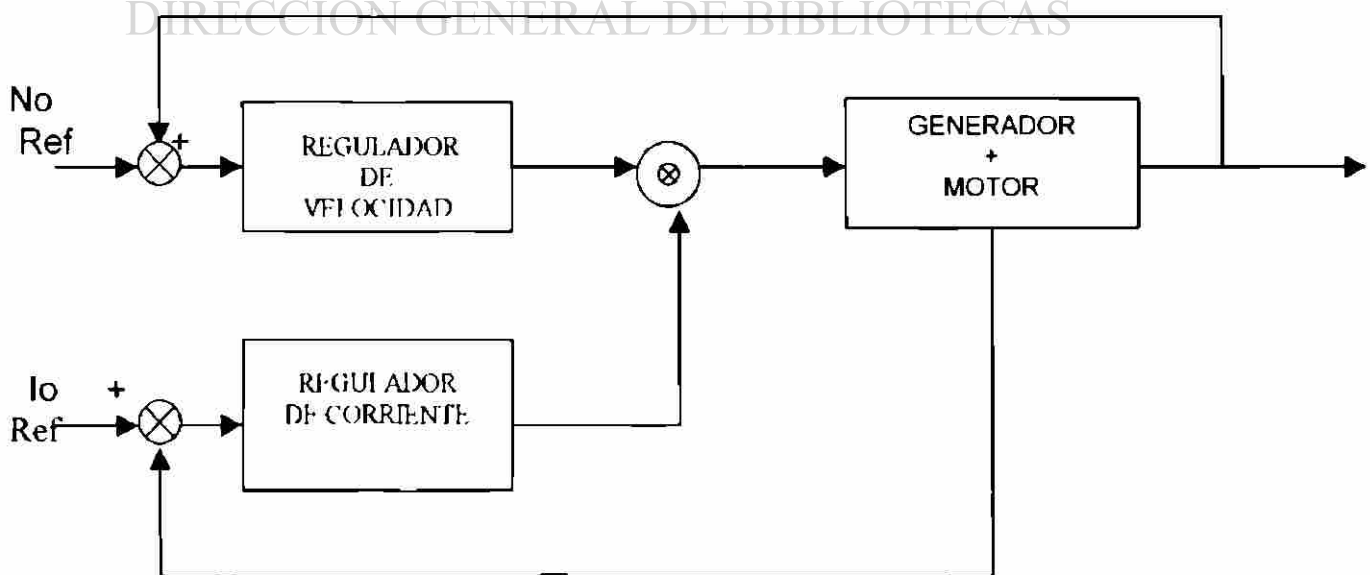 DIRECCION GENERAL DE BIBLIOTECAS
No
Ref
+
REGULADOR
DE
VELOCIDAD
GENERADOR
+
MOTOR
Io
+
Ref
REGULADOR
DE CORRIENTE